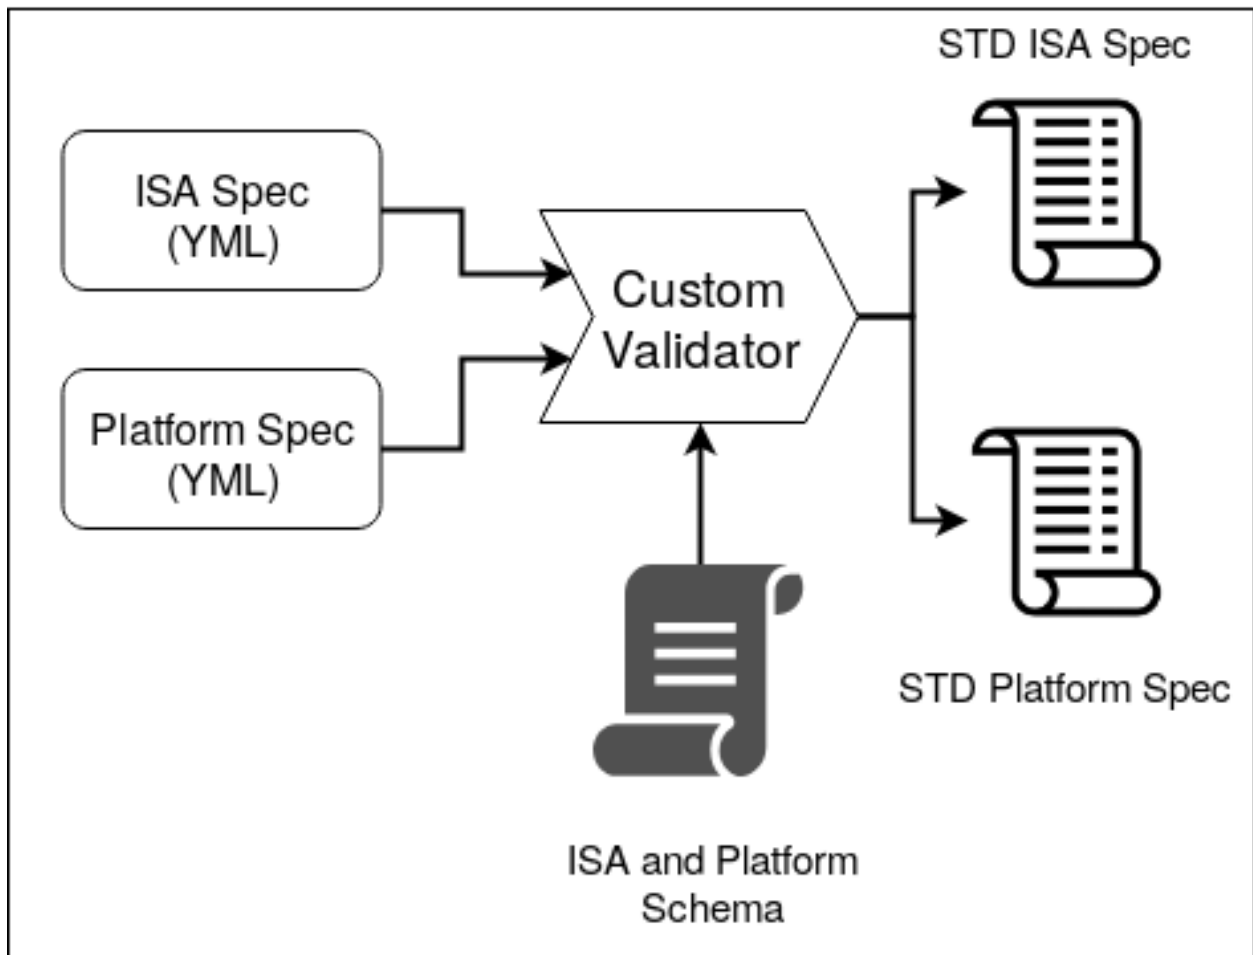 STD ISA Spec
ISA Spec
(YML)
Custom
Validator
Platform Spec
(YML)
STD Platform Spec
ISA and Platform
Schema